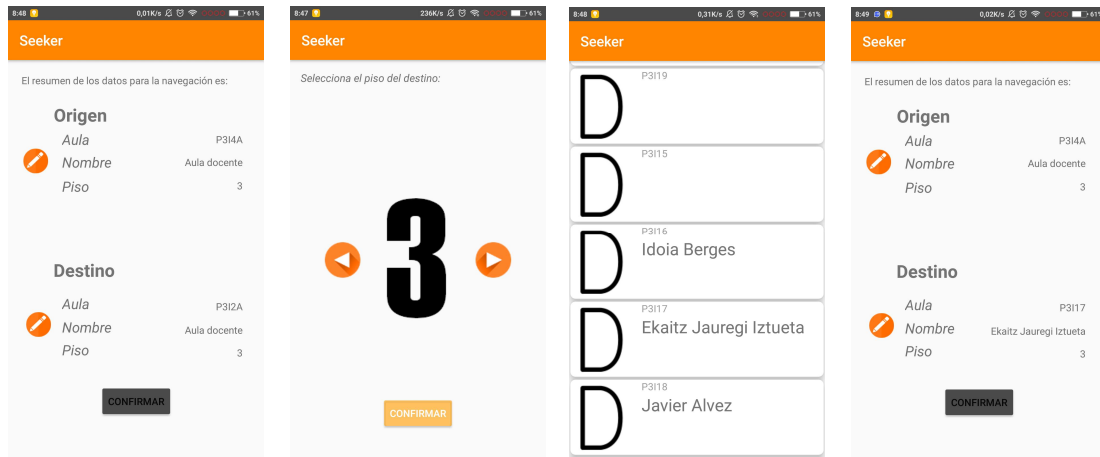 8:48
0,01K/s
61%
Seeker
El resumen de los datos para la navegación es:
Origen
Aula P3I4A
Nombre Aula docente
Piso 3
Destino
Aula P3I2A
Nombre Aula docente
Piso 3
CONFIRMAR
8:47
236K/s
61%
Seeker
Selecciona el piso del destino:
3
CONFIRMAR
8:48
0,31K/s
61%
Seeker
P3I19
D
P3I15
D
P3I16
D
Idoia Berges
P3I17
D
Ekaitz Jauregi Iztueta
P3I18
D
Javier Alvez
8:49
0,02K/s
61%
Seeker
El resumen de los datos para la navegación es:
Origen
Aula P3I4A
Nombre Aula docente
Piso 3
Destino
Aula P3I17
Nombre Ekaitz Jauregi Iztueta
Piso 3
CONFIRMAR